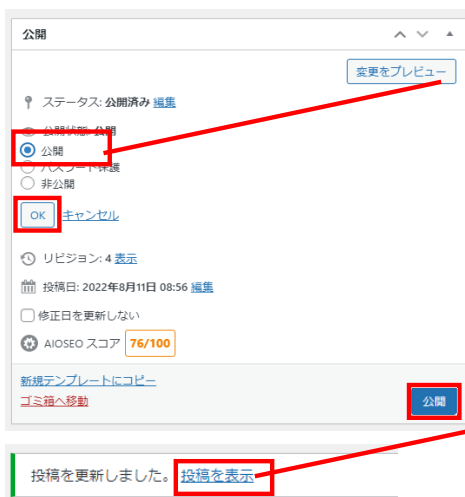 公開
変更をプレビュー
ステータス: 公開済み 編集
公開状態: 公開
公開
パスワード保護
非公開
OK キャンセル
リビジョン: 4 表示
投稿日: 2022年8月11日 08:56 編集
修正日を更新しない
AIOSEO スコア 76/100
新規テンプレートにコピー
ゴミ箱へ移動
公開
投稿を更新しました。 投稿を表示